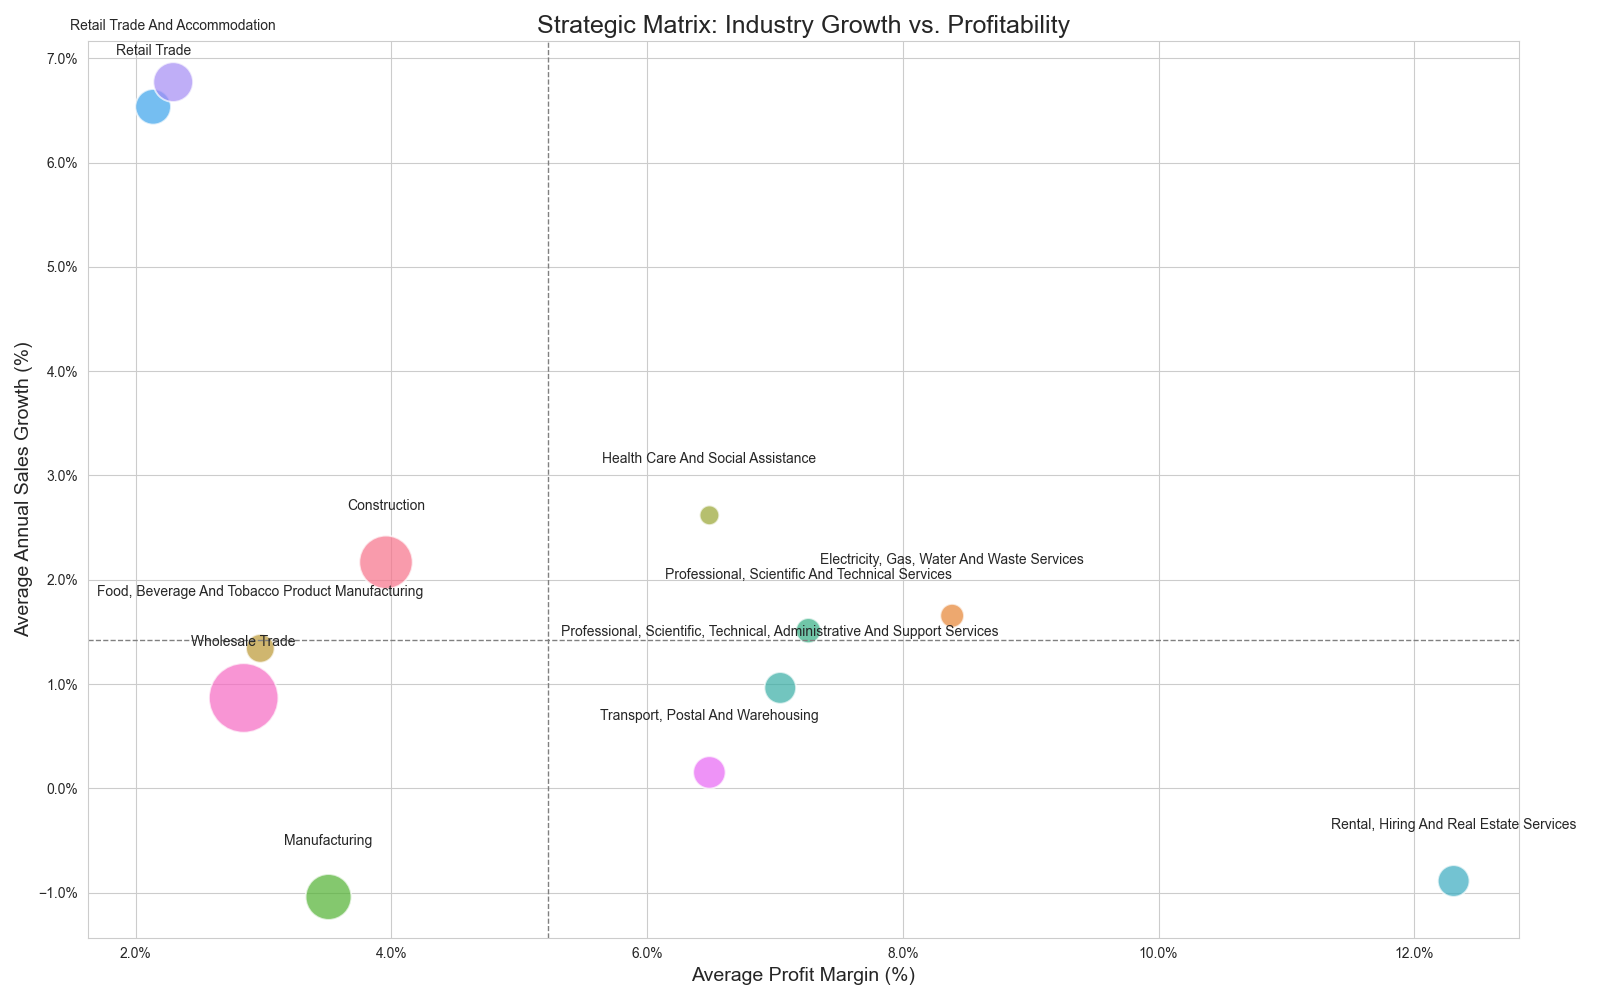 Strategic Matrix: Industry Growth vs. Profitability
Retail Trade And Accommodation
Retail Trade
7.0%
6.0%
5.0%
4.0%
3.0%
2.0%
1.0%
0.0%
−1.0%
Average Annual Sales Growth (%)
Health Care And Social Assistance
Construction
Electricity, Gas, Water And Waste Services
Professional, Scientific And Technical Services
Food, Beverage And Tobacco Product Manufacturing
Professional, Scientific, Technical, Administrative And Support Services
Wholesale Trade
Transport, Postal And Warehousing
Rental, Hiring And Real Estate Services
Manufacturing
2.0%
4.0%
6.0%
8.0%
10.0%
12.0%
Average Profit Margin (%)